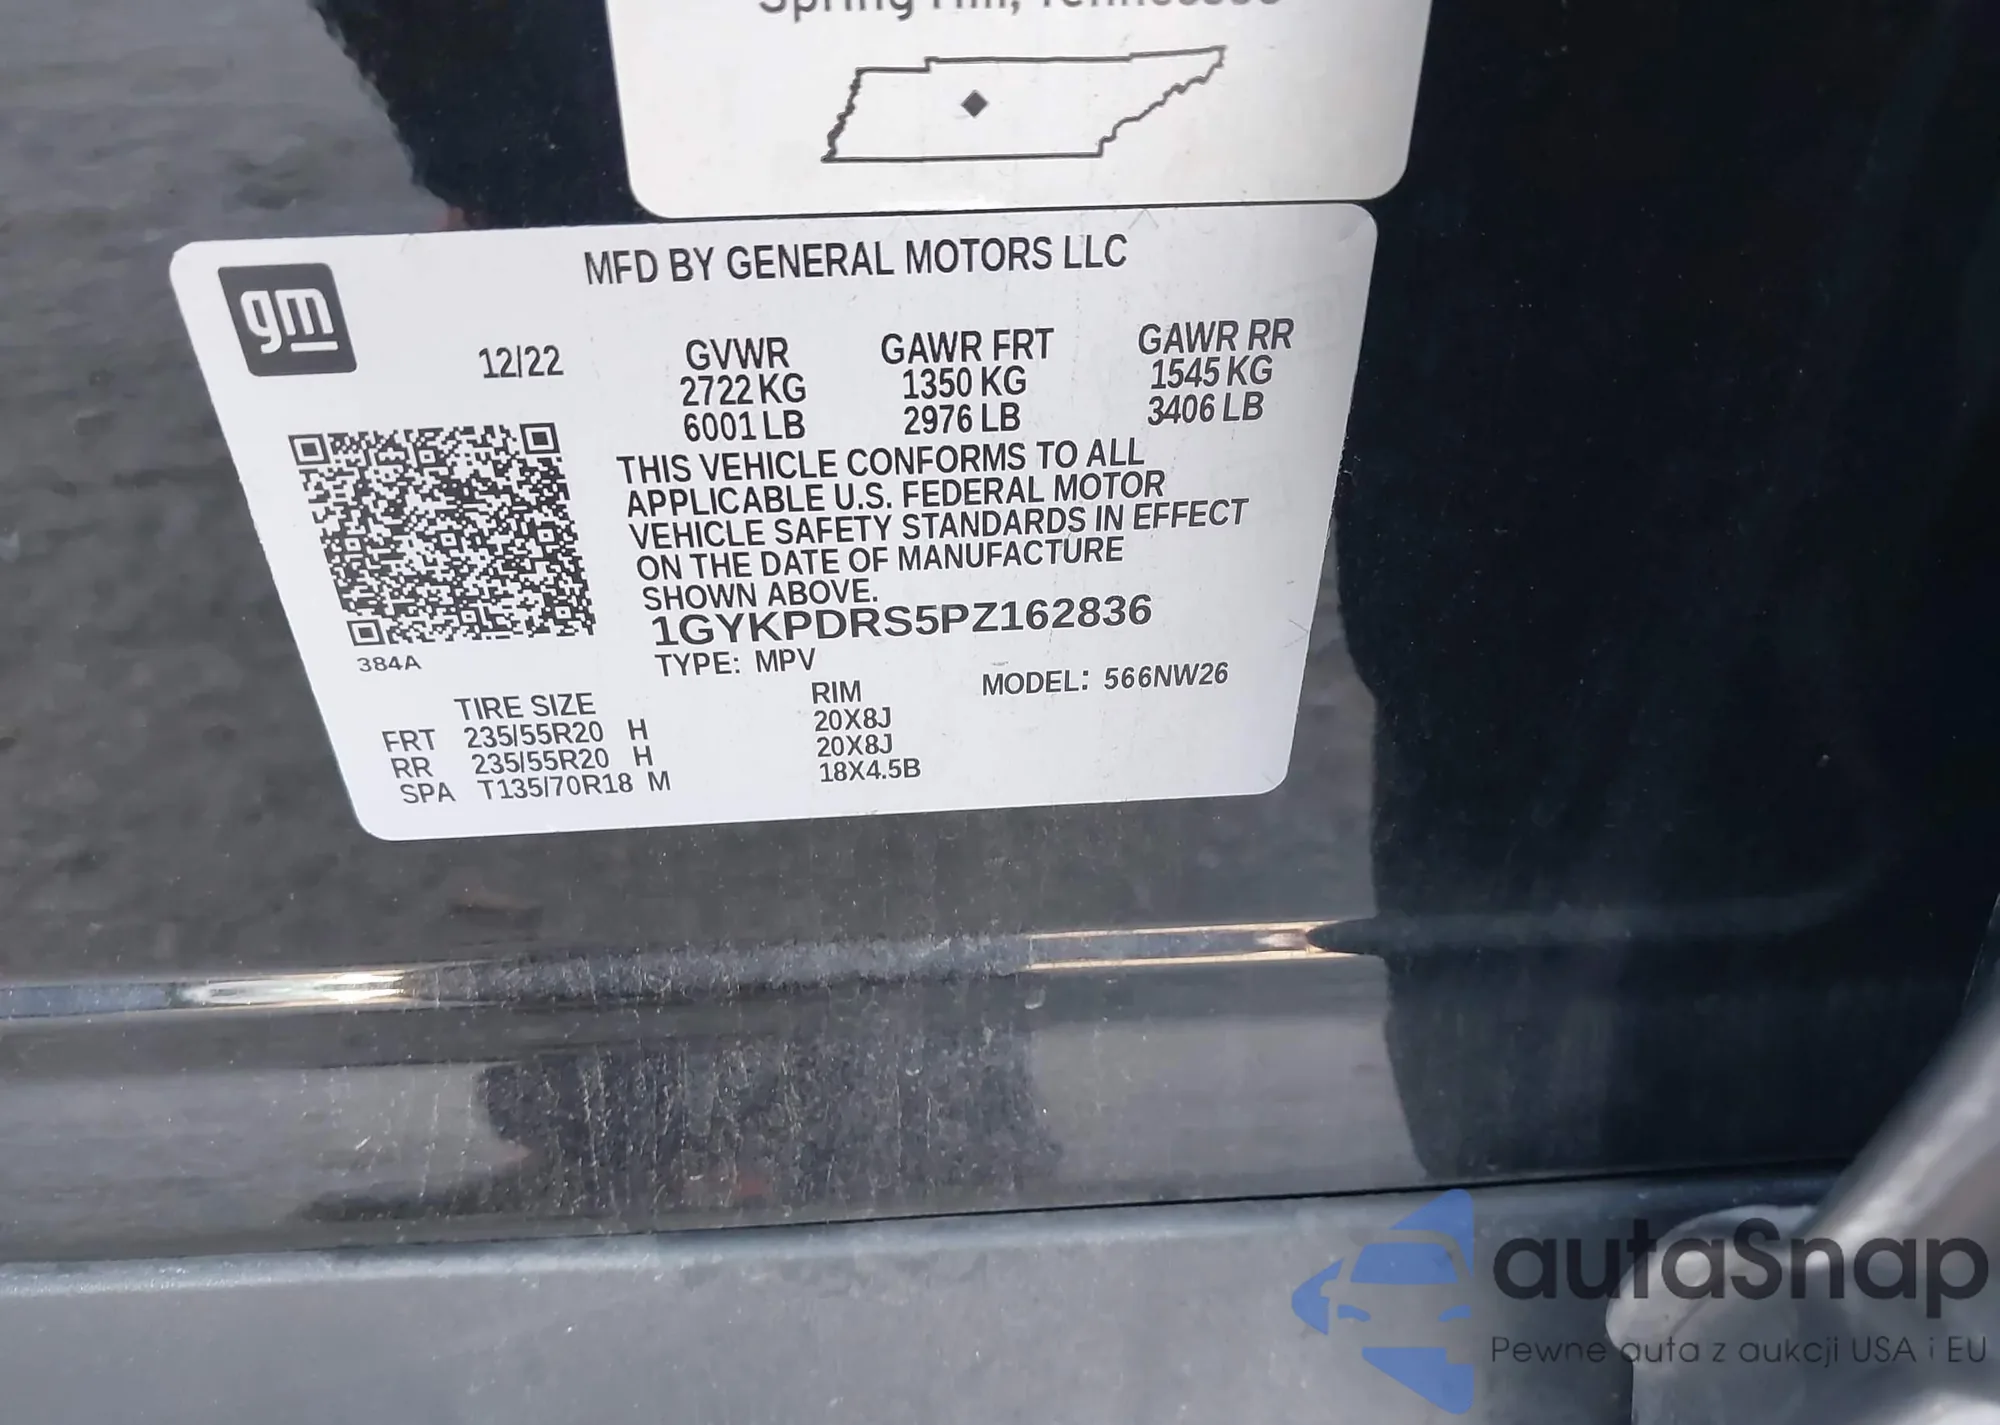 Spring Hill, Tennessee
gm
MFD BY GENERAL MOTORS LLC
12/22
GVWR GAWR FRT GAWR RR
2722 KG 1350 KG 1545 KG
6001 LB 2976 LB 3406 LB
THIS VEHICLE CONFORMS TO ALL
APPLICABLE U.S. FEDERAL MOTOR
VEHICLE SAFETY STANDARDS IN EFFECT
ON THE DATE OF MANUFACTURE
SHOWN ABOVE.
1GYKPDRS5PZ162836
384A
TYPE: MPV
MODEL: 566NW26
TIRE SIZE RIM
FRT 235/55R20 H 20X8J
RR 235/55R20 H 20X8J
SPA T135/70R18 M 18X4.5B
autaSnap
Pewne auta z aukcji USA i EU